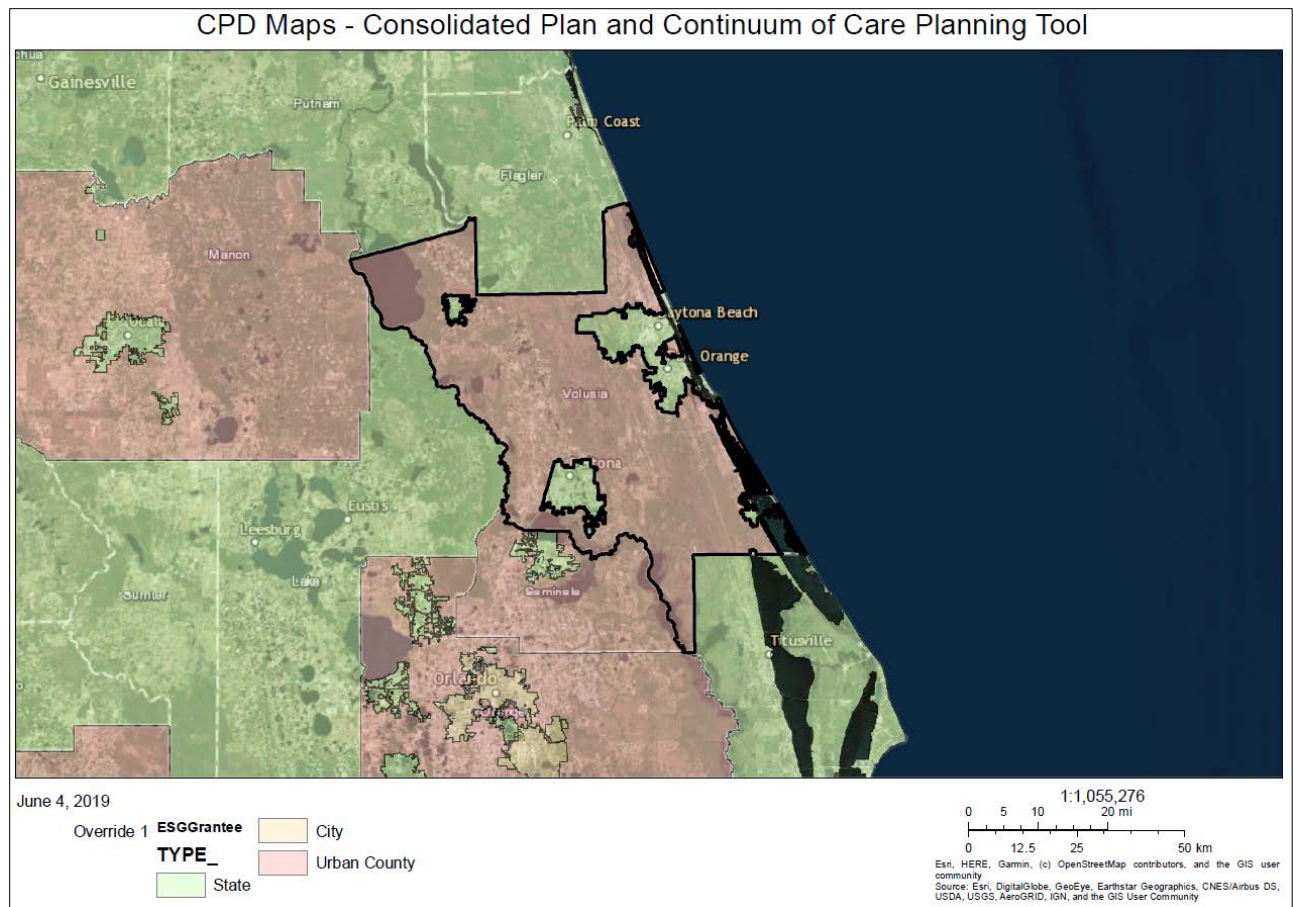 CPD Maps - Consolidated Plan and Continuum of Care Planning Tool
Gainesville
Putnam
Coast
Flagler
Daytona Beach
Orange
Volusia
Eustis
Leesburg
Lake
Sumter
Seminole
Titusville
Orlando
June 4, 2019
Override 1 ESGGrantee
TYPE_
State
City
Urban County
1:1,055,276
0 5 10 20 mi
0 12.5 25 50 km
Esri, HERE, Garmin, (c) OpenStreetMap contributors, and the GIS user
community
Source: Esri, DigitalGlobe, GeoEye, Earthstar Geographics, CNES/Airbus DS,
USDA, USGS, AeroGRID, IGN, and the GIS User Community